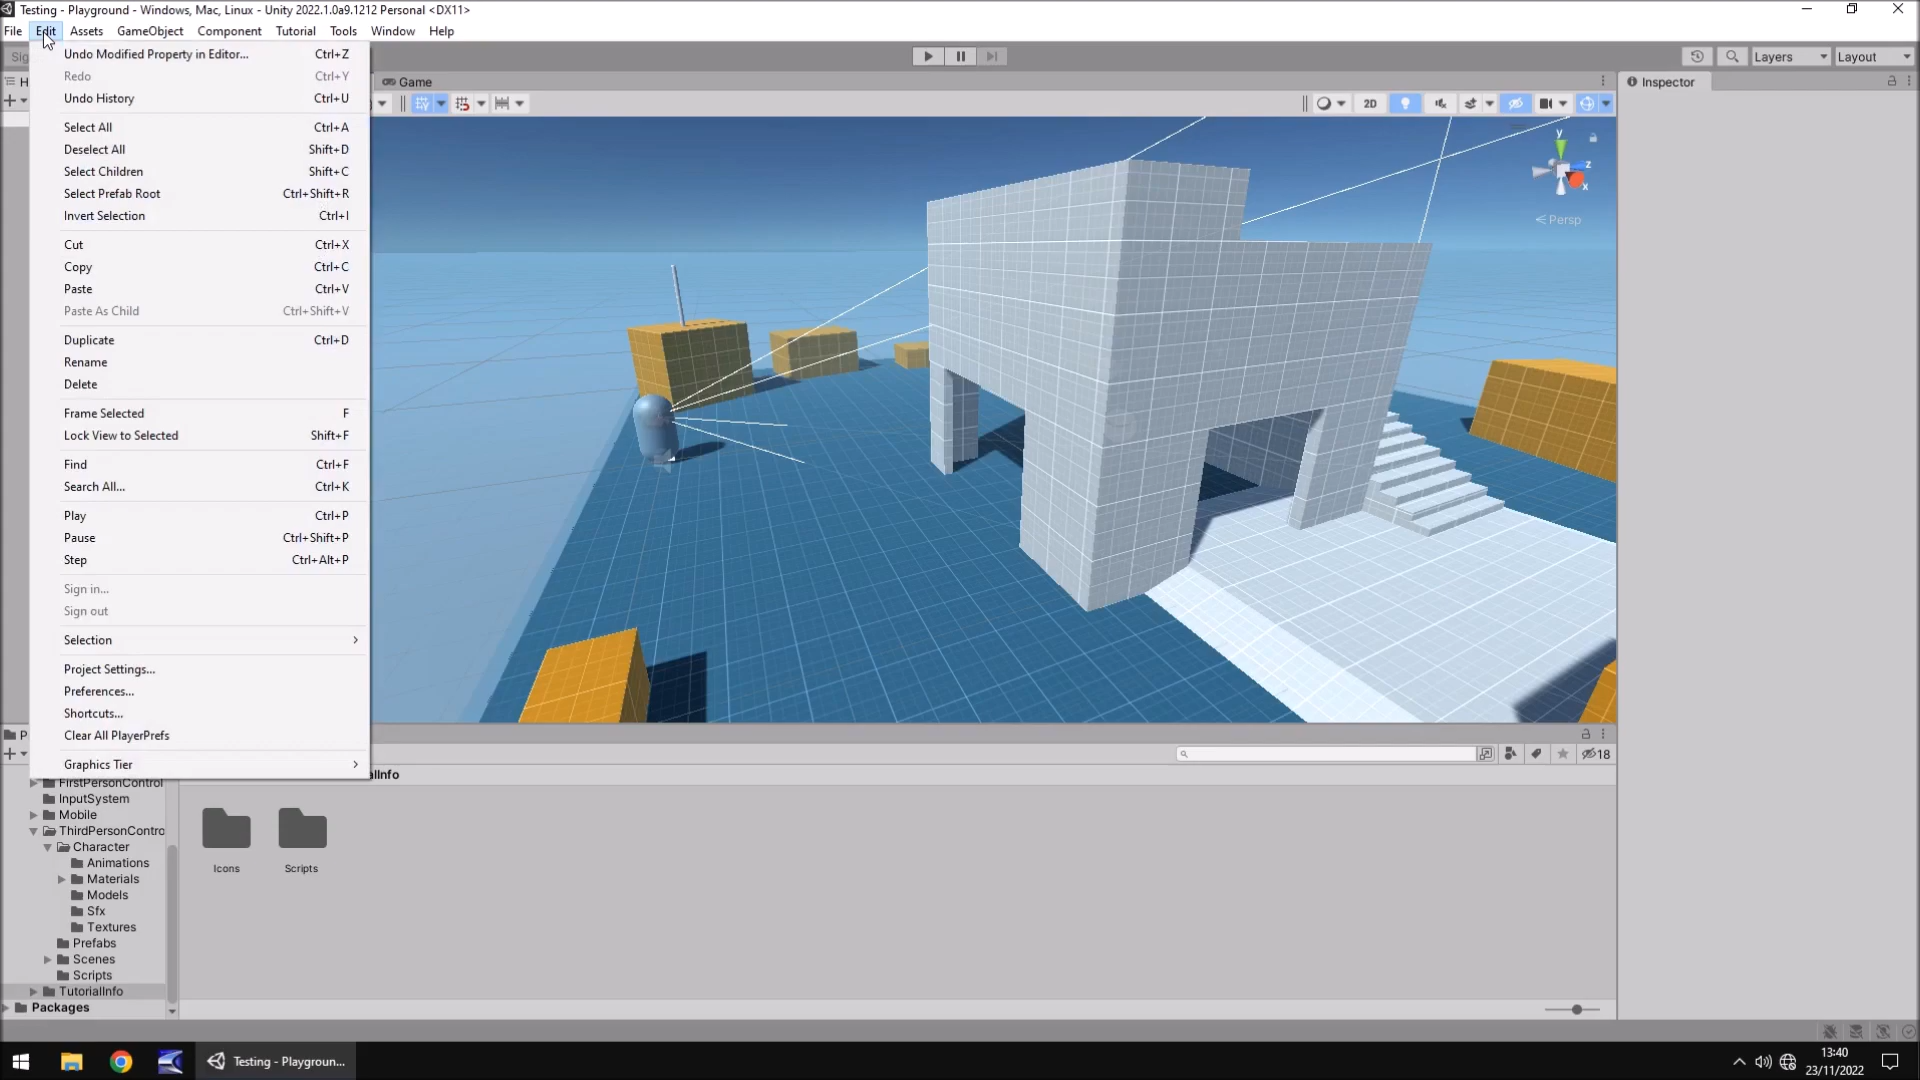 Testing - Playground - Windows, Mac, Linux - Unity 2022.1.0a9.1212 Personal <DX11>
File Edit Assets GameObject Component Tutorial Tools Window Help
Sig
Layers Layout
H
Game
Inspector
2D
y
z
x
Persp
Undo Modified Property in Editor... Ctrl+Z
Redo Ctrl+Y
Undo History Ctrl+U
Select All Ctrl+A
Deselect All Shift+D
Select Children Shift+C
Select Prefab Root Ctrl+Shift+R
Invert Selection Ctrl+I
Cut Ctrl+X
Copy Ctrl+C
Paste Ctrl+V
Paste As Child Ctrl+Shift+V
Duplicate Ctrl+D
Rename
Delete
Frame Selected F
Lock View to Selected Shift+F
Find Ctrl+F
Search All... Ctrl+K
Play Ctrl+P
Pause Ctrl+Shift+P
Step Ctrl+Alt+P
Sign in...
Sign out
Selection
Project Settings...
Preferences...
Shortcuts...
Clear All PlayerPrefs
Graphics Tier
P
18
alInfo
FirstPersonControl
InputSystem
Mobile
ThirdPersonContro
Character
Animations
Materials
Models
Sfx
Textures
Prefabs
Scenes
Scripts
TutorialInfo
Packages
Icons Scripts
Testing - Playgroun...
13:40
23/11/2022